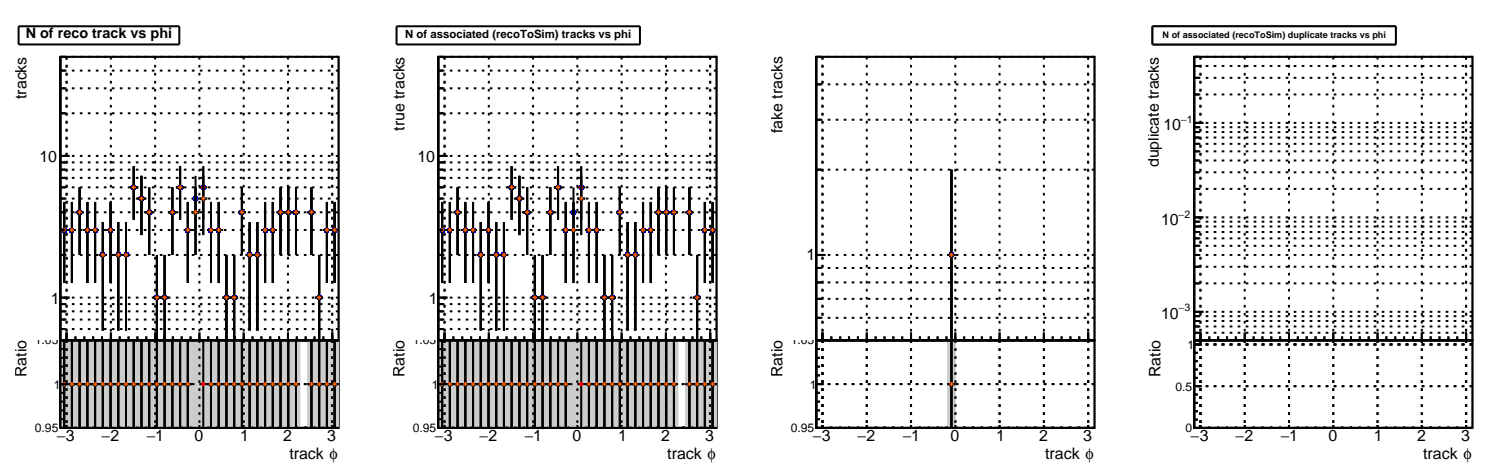 N of reco track vs phi
tracks
10
1
Ratio
1
0.95
−3 −2 −1 0 1 2 3
track ϕ
N of associated (recoToSim) tracks vs phi
true tracks
10
1
Ratio
1
0.95
−3 −2 −1 0 1 2 3
track ϕ
fake tracks
1
Ratio
1
0.95
−3 −2 −1 0 1 2 3
track ϕ
N of associated (recoToSim) duplicate tracks vs phi
duplicate tracks
10−1
10−2
10−3
Ratio
1
0.5
0
−3 −2 −1 0 1 2 3
track ϕ